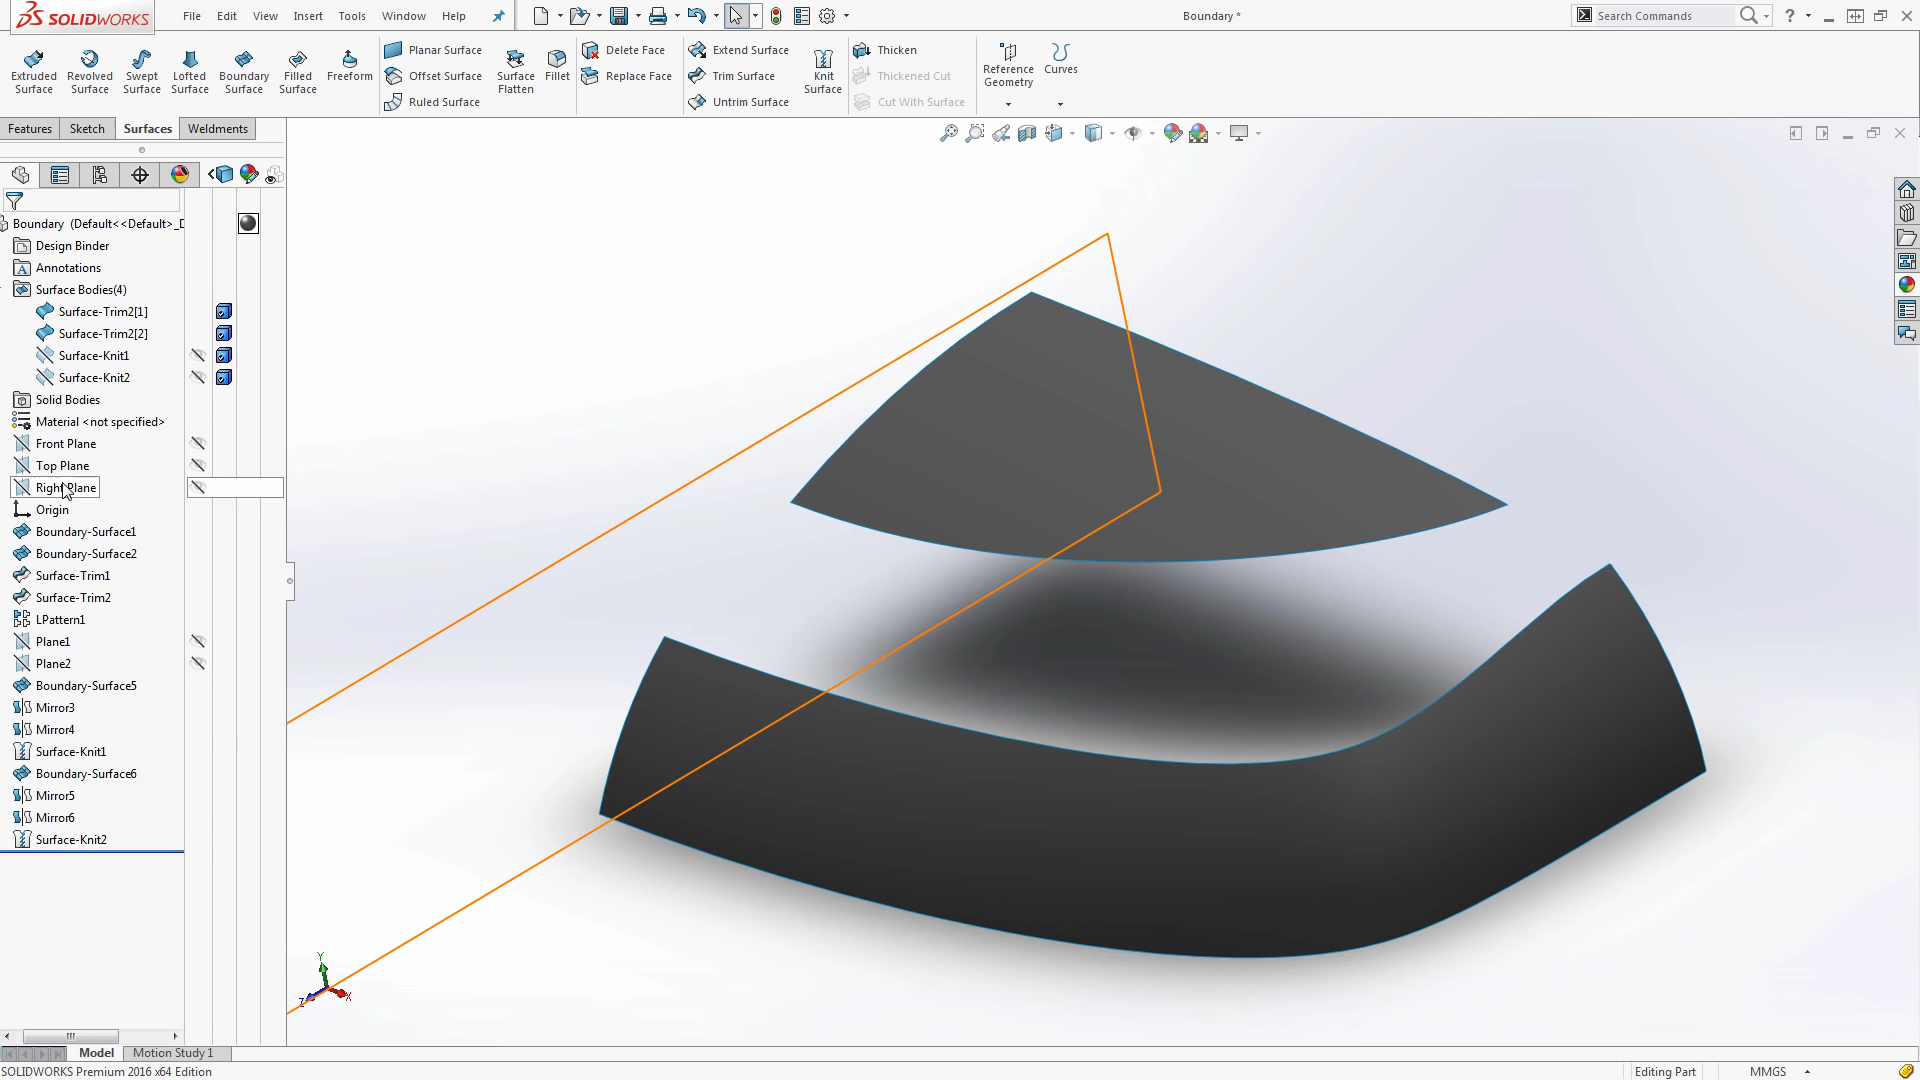 SOLIDWORKS
File Edit View Insert Tools Window Help
Boundary *
Search Commands
Extruded Surface
Revolved Surface
Swept Surface
Lofted Surface
Boundary Surface
Filled Surface
Freeform
Planar Surface
Offset Surface
Ruled Surface
Surface Flatten
Fillet
Delete Face
Replace Face
Extend Surface
Trim Surface
Untrim Surface
Knit Surface
Thicken
Thickened Cut
Cut With Surface
Reference Geometry
Curves
Features Sketch Surfaces Weldments
Boundary (Default<<Default>_D
Design Binder
Annotations
Surface Bodies(4)
Surface-Trim2[1]
Surface-Trim2[2]
Surface-Knit1
Surface-Knit2
Solid Bodies
Material <not specified>
Front Plane
Top Plane
Right Plane
Origin
Boundary-Surface1
Boundary-Surface2
Surface-Trim1
Surface-Trim2
LPattern1
Plane1
Plane2
Boundary-Surface5
Mirror3
Mirror4
Surface-Knit1
Boundary-Surface6
Mirror5
Mirror6
Surface-Knit2
Y
Z
X
Model Motion Study 1
SOLIDWORKS Premium 2016 x64 Edition
Editing Part
MMGS